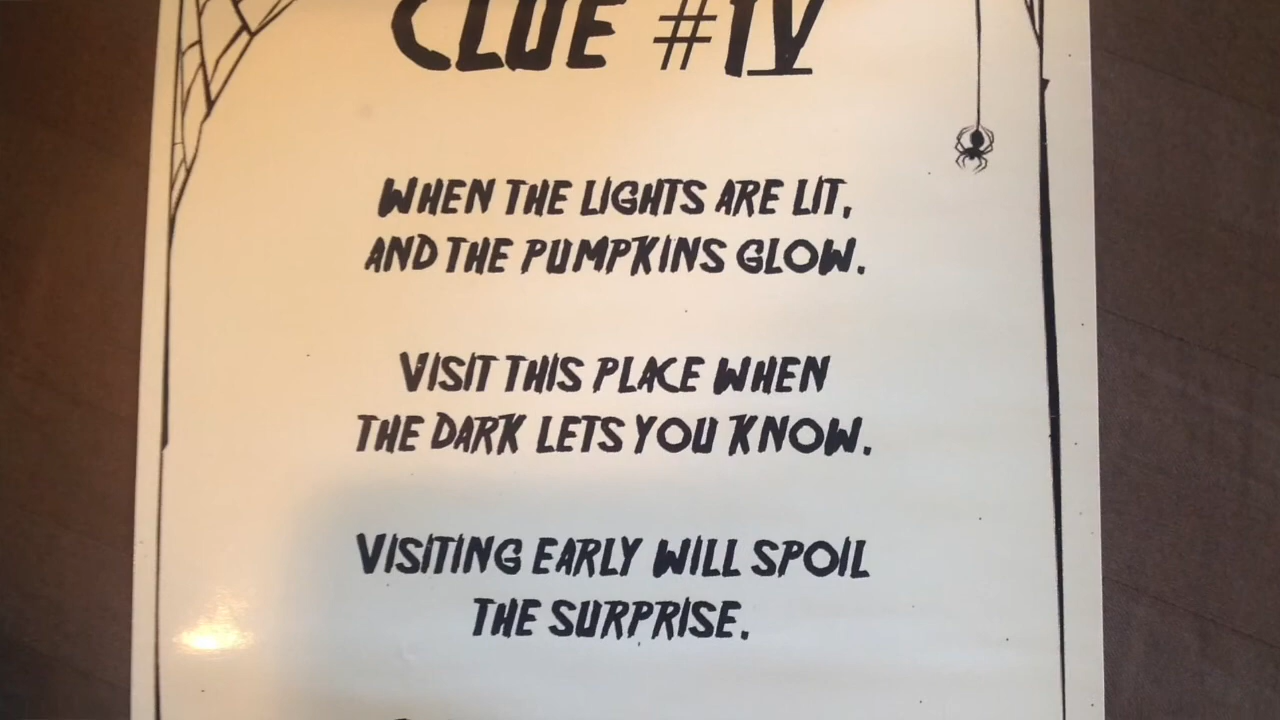 CLUE #IV
WHEN THE LIGHTS ARE LIT,
AND THE PUMPKINS GLOW.
VISIT THIS PLACE WHEN
THE DARK LETS YOU KNOW.
VISITING EARLY WILL SPOIL
THE SURPRISE.